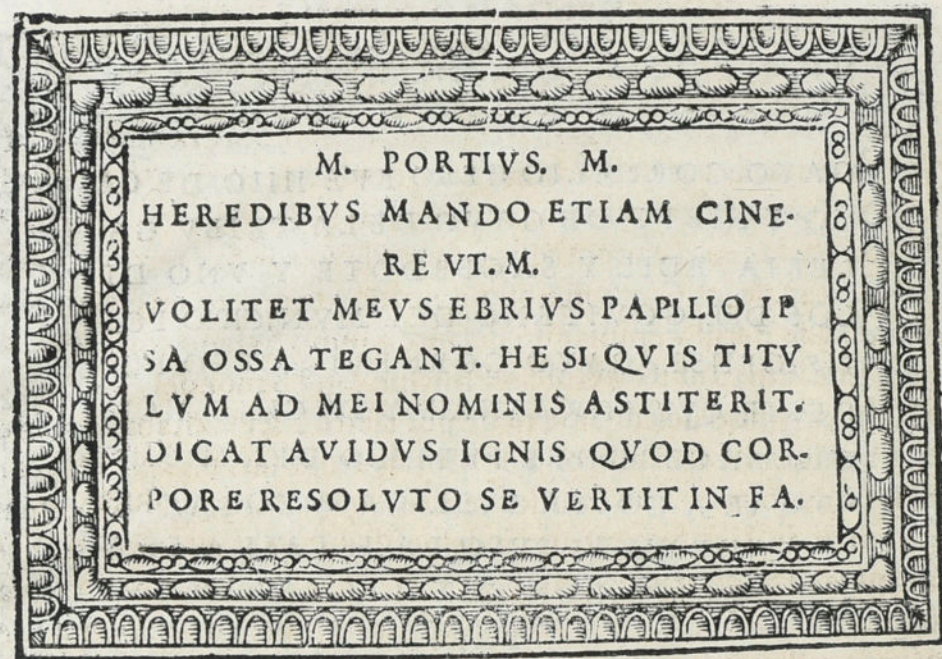 M. PORTIVS. M.
HEREDIBVS MANDO ETIAM CINE.
RE VT. M.
VOLITET MEVS EBRIVS PAPILIO IP
SA OSSA TEGANT. HE SI QVIS TITV
LVM AD MEI NOMINIS ASTITERIT.
DICAT AVIDVS IGNIS QUOD COR.
PORE RESOLVTO SE VERTIT IN FA.